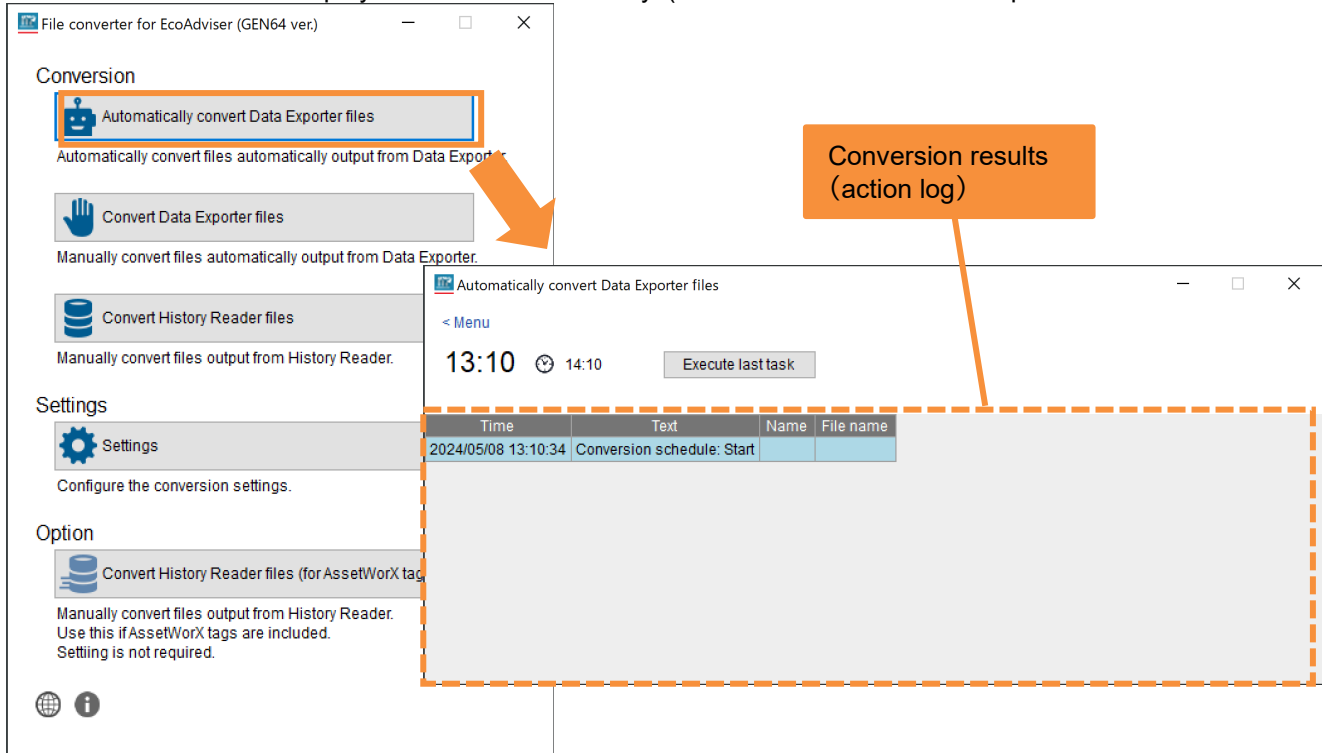 File converter for EcoAdviser (GEN64 ver.)
Conversion
Automatically convert Data Exporter files
Automatically convert files automatically output from Data Exporter.
Convert Data Exporter files
Manually convert files automatically output from Data Exporter.
Convert History Reader files
Manually convert files output from History Reader.
Settings
Settings
Configure the conversion settings.
Option
Convert History Reader files (for AssetWorX tag
Manually convert files output from History Reader.
Use this if AssetWorX tags are included.
Settiing is not required.
Conversion results
（action log）
Automatically convert Data Exporter files
< Menu
13:10 14:10 Execute last task
Time Text Name File name
2024/05/08 13:10:34 Conversion schedule: Start